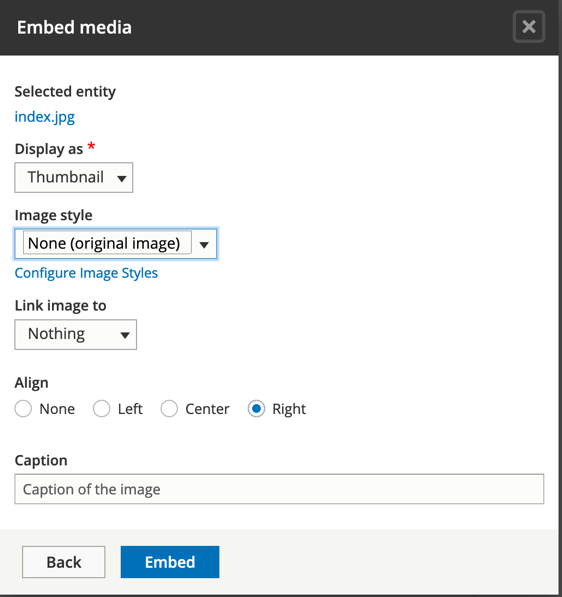 Embed media
Selected entity
index.jpg
Display as *
Thumbnail
Image style
None (original image)
Configure Image Styles
Link image to
Nothing
Align
None Left Center Right
Caption
Caption of the image
Back Embed